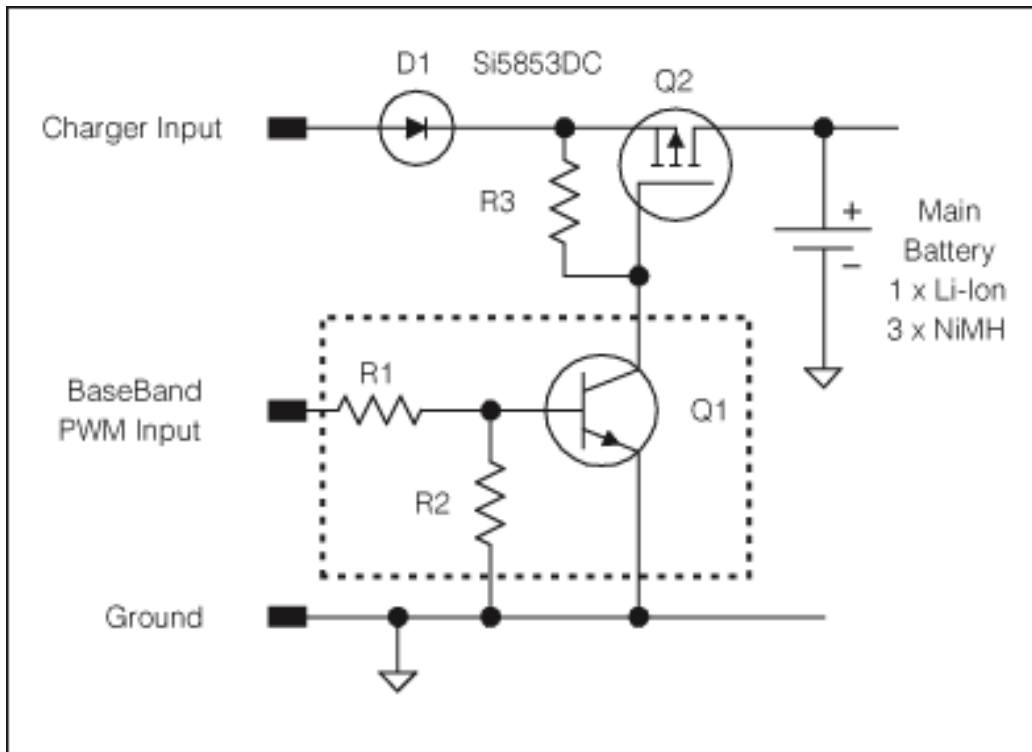 D1
Si5853DC
Q2
Charger Input
R3
+
−
Main
Battery
1 x Li-Ion
3 x NiMH
BaseBand
PWM Input
R1
Q1
R2
Ground